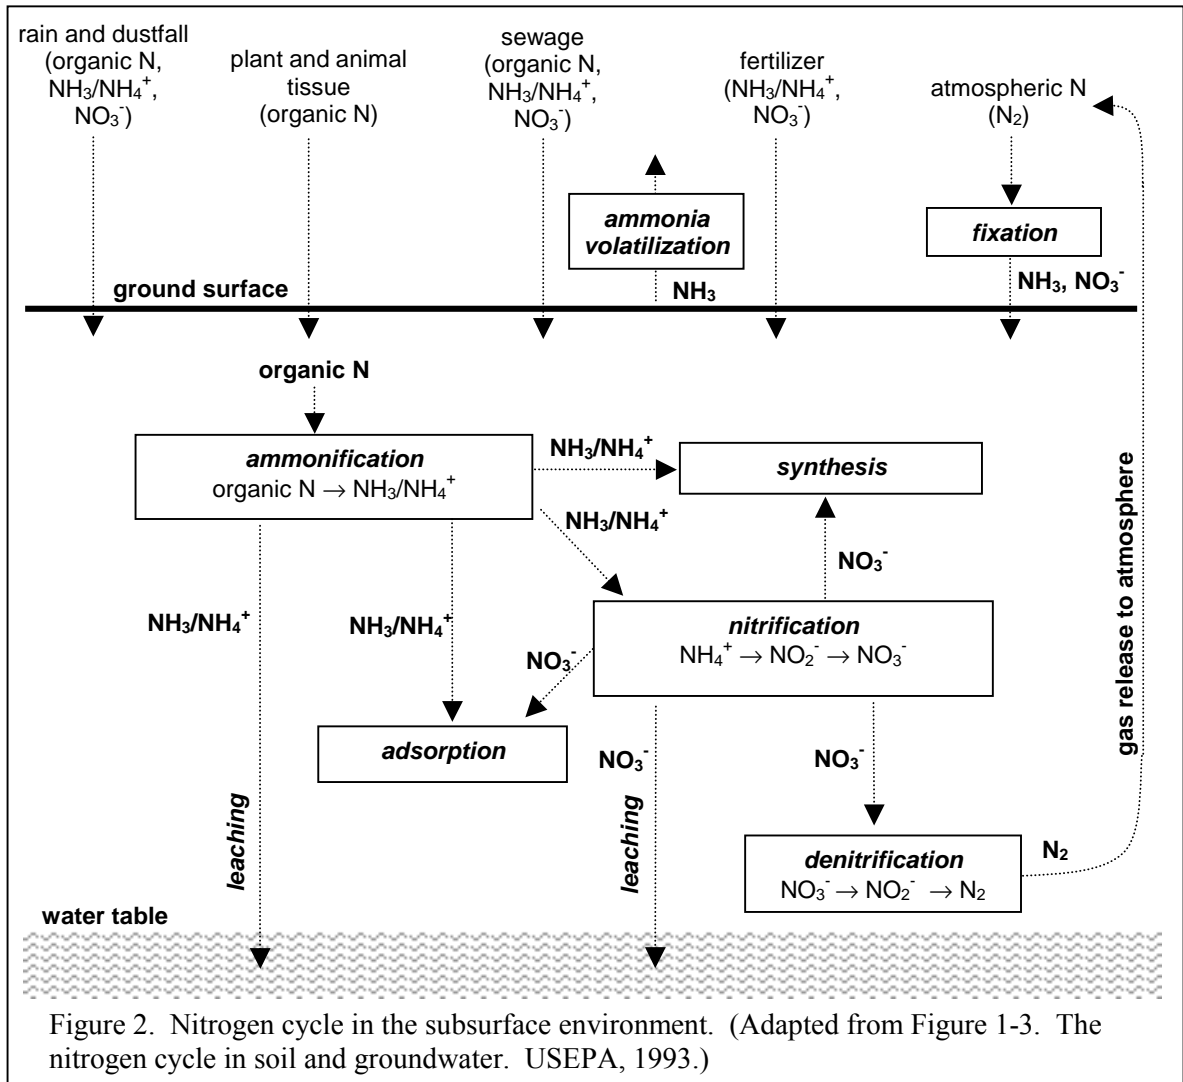 rain and dustfall
(organic N,
NH₃/NH₄⁺,
NO₃⁻)
plant and animal
tissue
(organic N)
sewage
(organic N,
NH₃/NH₄⁺,
NO₃⁻)
fertilizer
(NH₃/NH₄⁺,
NO₃⁻)
atmospheric N
(N₂)
ammonia
volatilization
fixation
ground surface
NH₃
NH₃, NO₃⁻
organic N
ammonification
organic N → NH₃/NH₄⁺
NH₃/NH₄⁺
synthesis
NH₃/NH₄⁺
NO₃⁻
NH₃/NH₄⁺
NH₃/NH₄⁺
nitrification
NH₄⁺ → NO₂⁻ → NO₃⁻
NO₃⁻
adsorption
NO₃⁻
NO₃⁻
gas release to atmosphere
leaching
leaching
denitrification
NO₃⁻ → NO₂⁻ → N₂
N₂
water table
Figure 2. Nitrogen cycle in the subsurface environment. (Adapted from Figure 1-3. The
nitrogen cycle in soil and groundwater. USEPA, 1993.)